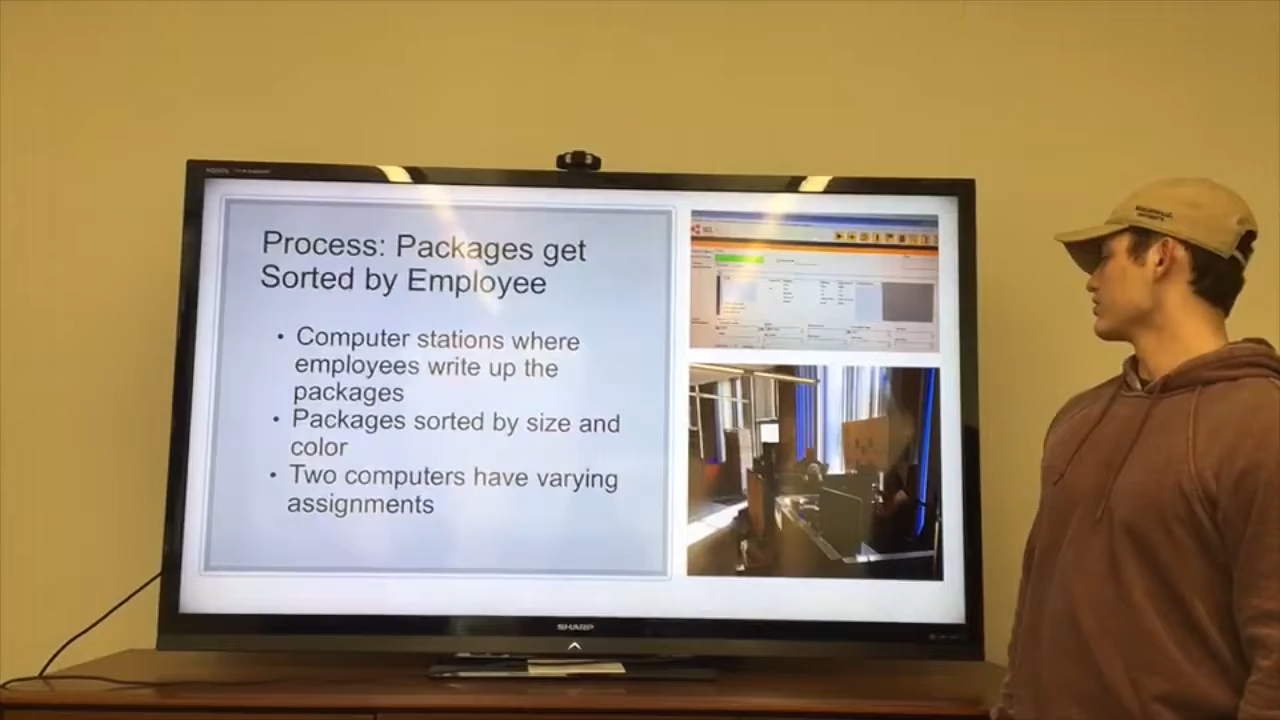 Process: Packages get
Sorted by Employee
• Computer stations where
employees write up the
packages
• Packages sorted by size and
color
• Two computers have varying
assignments
SHARP